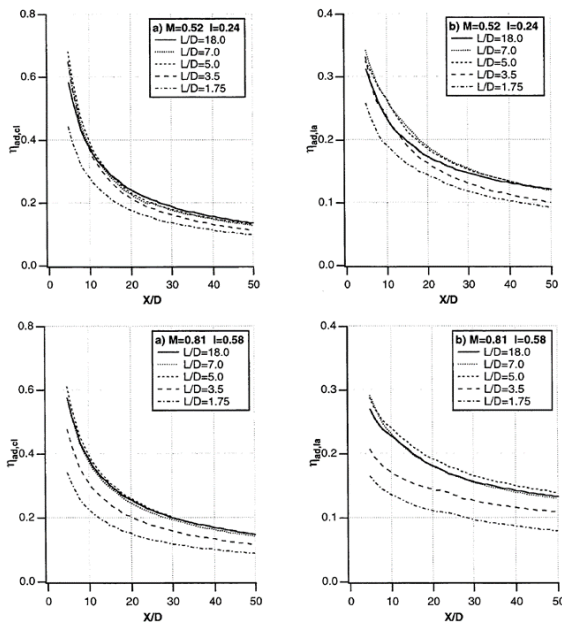 a) M=0.52 I=0.24
L/D=18.0
L/D=7.0
L/D=5.0
L/D=3.5
L/D=1.75
0.8
0.6
0.4
0.2
0.0
ηad,cl
0 10 20 30 40 50
X/D
b) M=0.52 I=0.24
L/D=18.0
L/D=7.0
L/D=5.0
L/D=3.5
L/D=1.75
0.4
0.3
0.2
0.1
0.0
ηad,la
0 10 20 30 40 50
X/D
a) M=0.81 I=0.58
L/D=18.0
L/D=7.0
L/D=5.0
L/D=3.5
L/D=1.75
0.8
0.6
0.4
0.2
0.0
ηad,cl
0 10 20 30 40 50
X/D
b) M=0.81 I=0.58
L/D=18.0
L/D=7.0
L/D=5.0
L/D=3.5
L/D=1.75
0.4
0.3
0.2
0.1
0.0
ηad,la
0 10 20 30 40 50
X/D